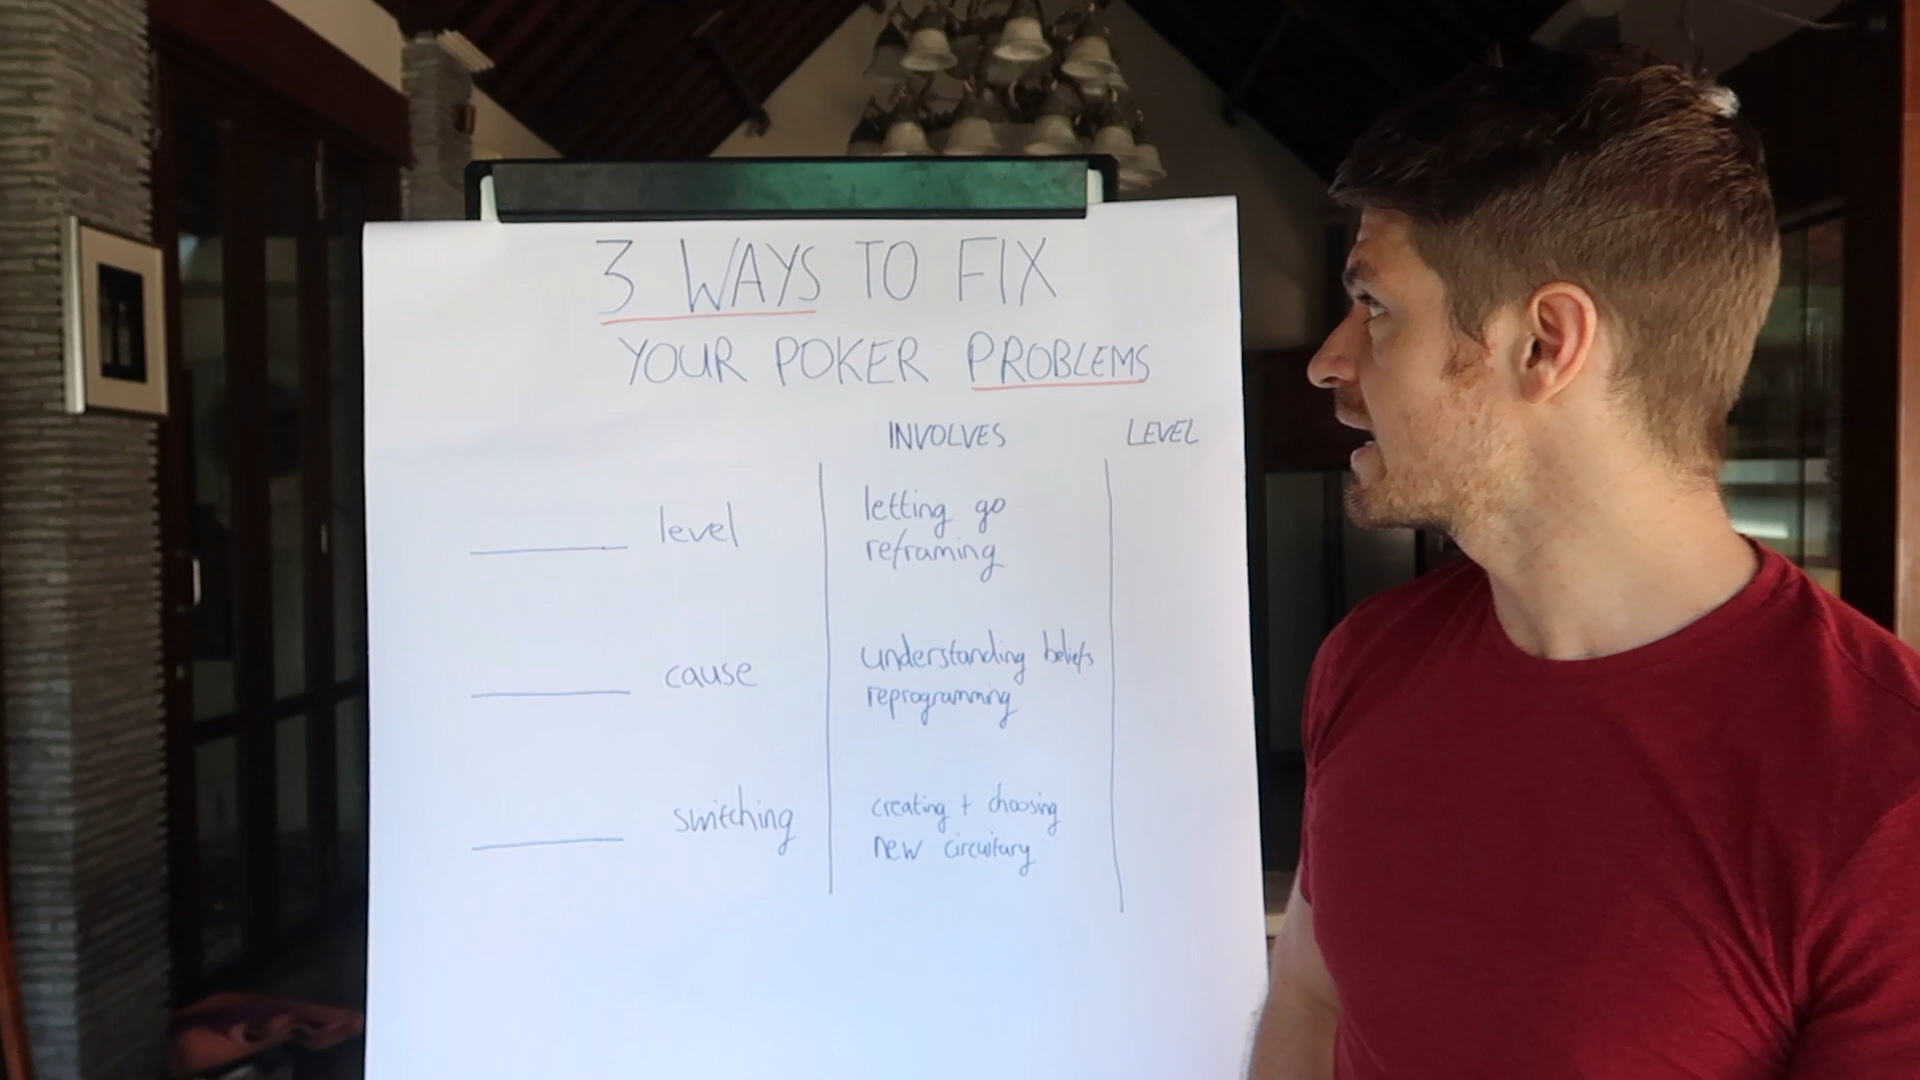 3 WAYS TO FIX
YOUR POKER PROBLEMS
INVOLVES
LEVEL
level
letting go
reframing
cause
understanding beliefs
reprogramming
switching
creating + choosing
new circuitary